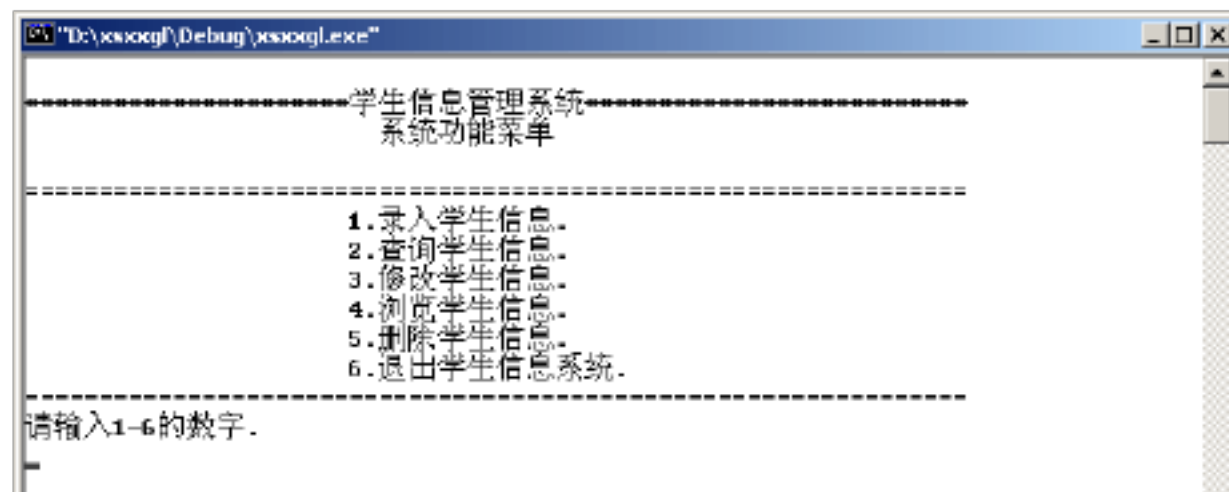 "D:\xsxxgl\Debug\xsxxgl.exe"
**********************学生信息管理系统**************************
系统功能菜单
================================================================
1.录入学生信息.
2.查询学生信息.
3.修改学生信息.
4.浏览学生信息.
5.删除学生信息.
6.退出学生信息系统.
----------------------------------------------------------------
请输入1-6的数字.